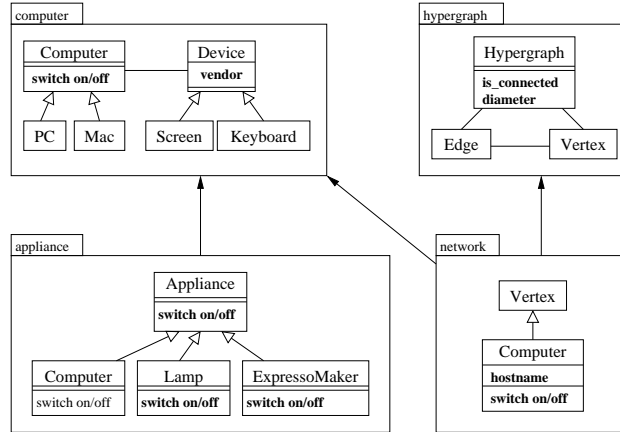 computer
Computer
switch on/off
Device
vendor
PC
Mac
Screen
Keyboard
hypergraph
Hypergraph
is_connected
diameter
Edge
Vertex
appliance
Appliance
switch on/off
Computer
switch on/off
Lamp
switch on/off
ExpressoMaker
switch on/off
network
Vertex
Computer
hostname
switch on/off